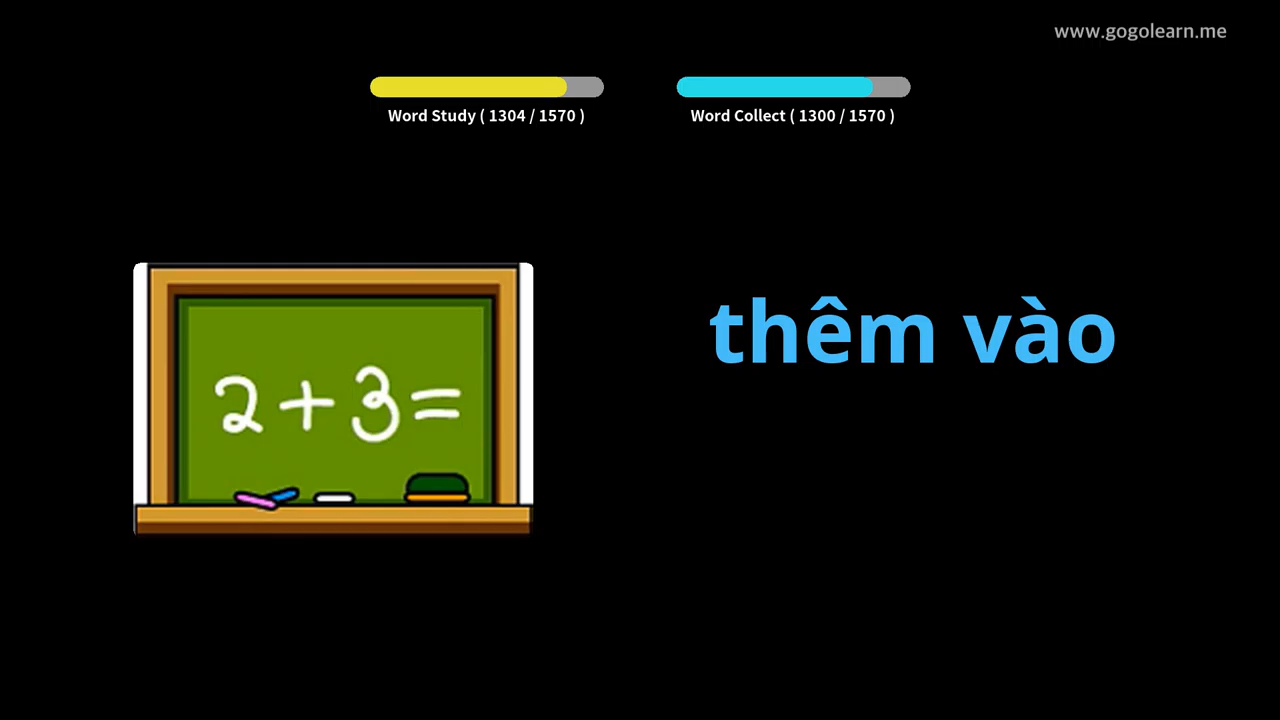 www.gogolearn.me
Word Study ( 1304 / 1570 )
Word Collect ( 1300 / 1570 )
2 + 3 =
thêm vào